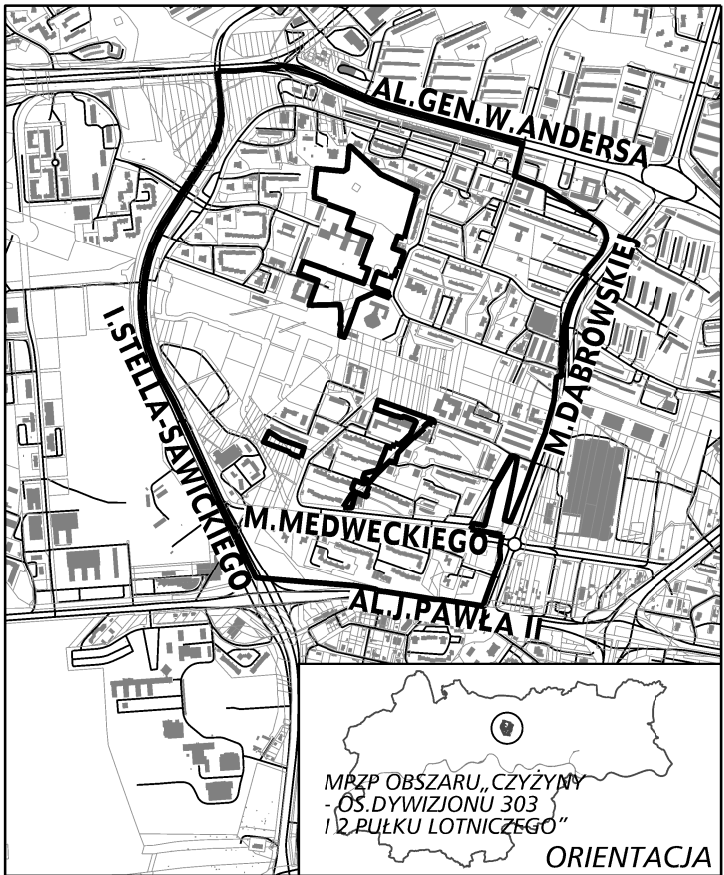 AL.GEN.W.ANDERSA
M.DĄBROWSKIEJ
I.STELLA-SAWICKIEGO
M.MEDWECKIEGO
AL.J.PAWŁA II
MPZP OBSZARU„CZYŻYNY
- OS.DYWIZJONU 303
I 2 PUŁKU LOTNICZEGO”
ORIENTACJA